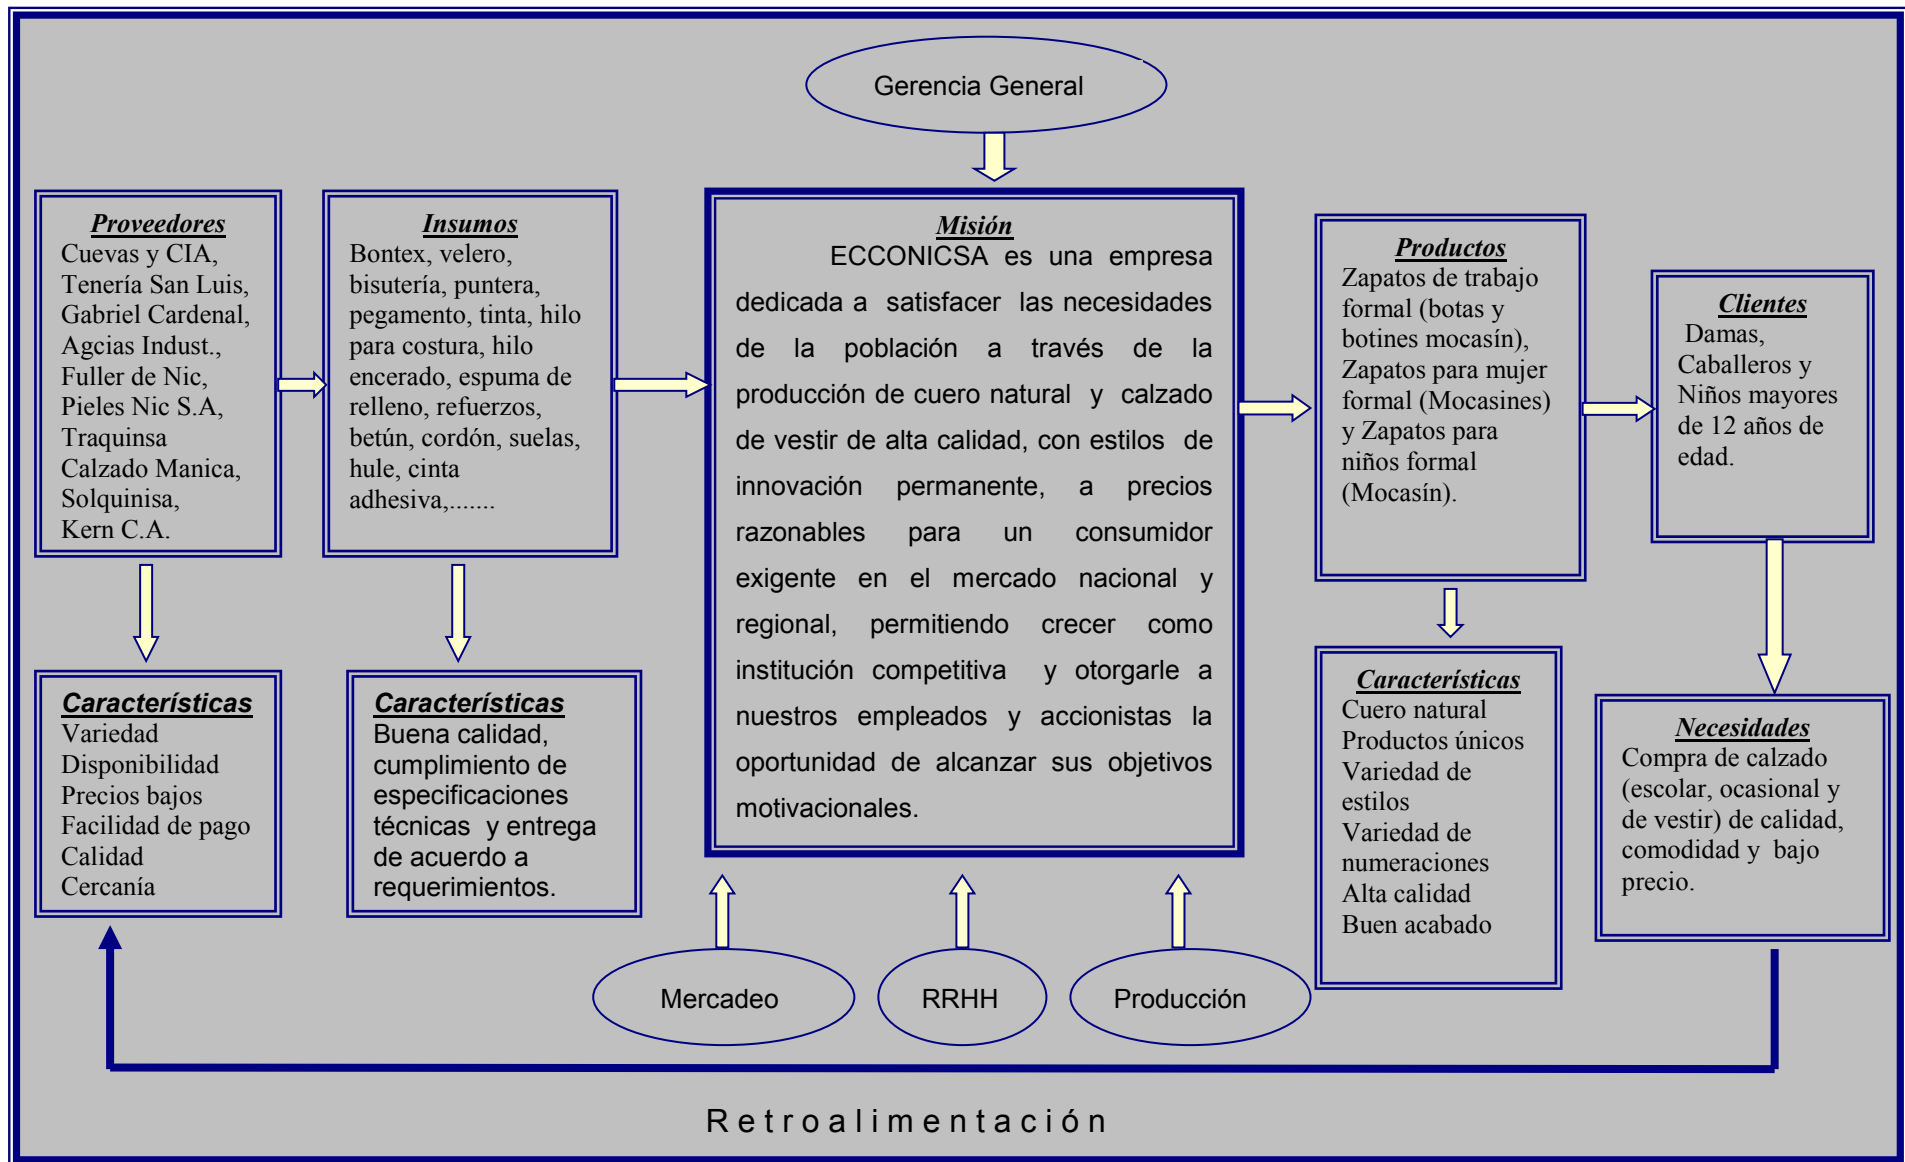 Gerencia General
Proveedores
Cuevas y CIA,
Tenería San Luis,
Gabriel Cardenal,
Agcias Indust.,
Fuller de Nic,
Pieles Nic S.A,
Traquinsa
Calzado Manica,
Solquinisa,
Kern C.A.
Insumos
Bontex, velero,
bisutería, puntera,
pegamento, tinta, hilo
para costura, hilo
encerado, espuma de
relleno, refuerzos,
betún, cordón, suelas,
hule, cinta
adhesiva,.......
Misión
ECCONICSA es una empresa
dedicada a satisfacer las necesidades
de la población a través de la
producción de cuero natural y calzado
de vestir de alta calidad, con estilos de
innovación permanente, a precios
razonables para un consumidor
exigente en el mercado nacional y
regional, permitiendo crecer como
institución competitiva y otorgarle a
nuestros empleados y accionistas la
oportunidad de alcanzar sus objetivos
motivacionales.
Productos
Zapatos de trabajo
formal (botas y
botines mocasín),
Zapatos para mujer
formal (Mocasines)
y Zapatos para
niños formal
(Mocasín).
Clientes
Damas,
Caballeros y
Niños mayores
de 12 años de
edad.
Características
Variedad
Disponibilidad
Precios bajos
Facilidad de pago
Calidad
Cercanía
Características
Buena calidad,
cumplimiento de
especificaciones
técnicas y entrega
de acuerdo a
requerimientos.
Características
Cuero natural
Productos únicos
Variedad de
estilos
Variedad de
numeraciones
Alta calidad
Buen acabado
Necesidades
Compra de calzado
(escolar, ocasional y
de vestir) de calidad,
comodidad y bajo
precio.
Mercadeo
RRHH
Producción
Retroalimentación